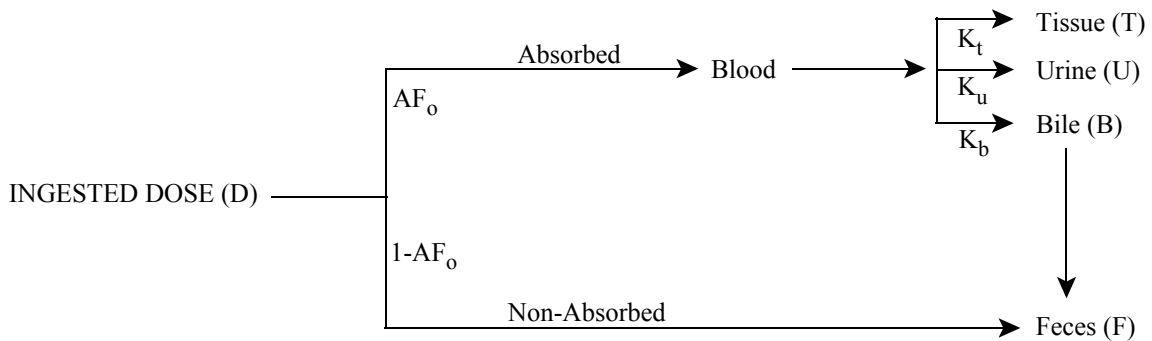 Tissue (T)
K_t
Absorbed
Blood
Urine (U)
AF_o
K_u
Bile (B)
K_b
INGESTED DOSE (D)
1-AF_o
Non-Absorbed
Feces (F)